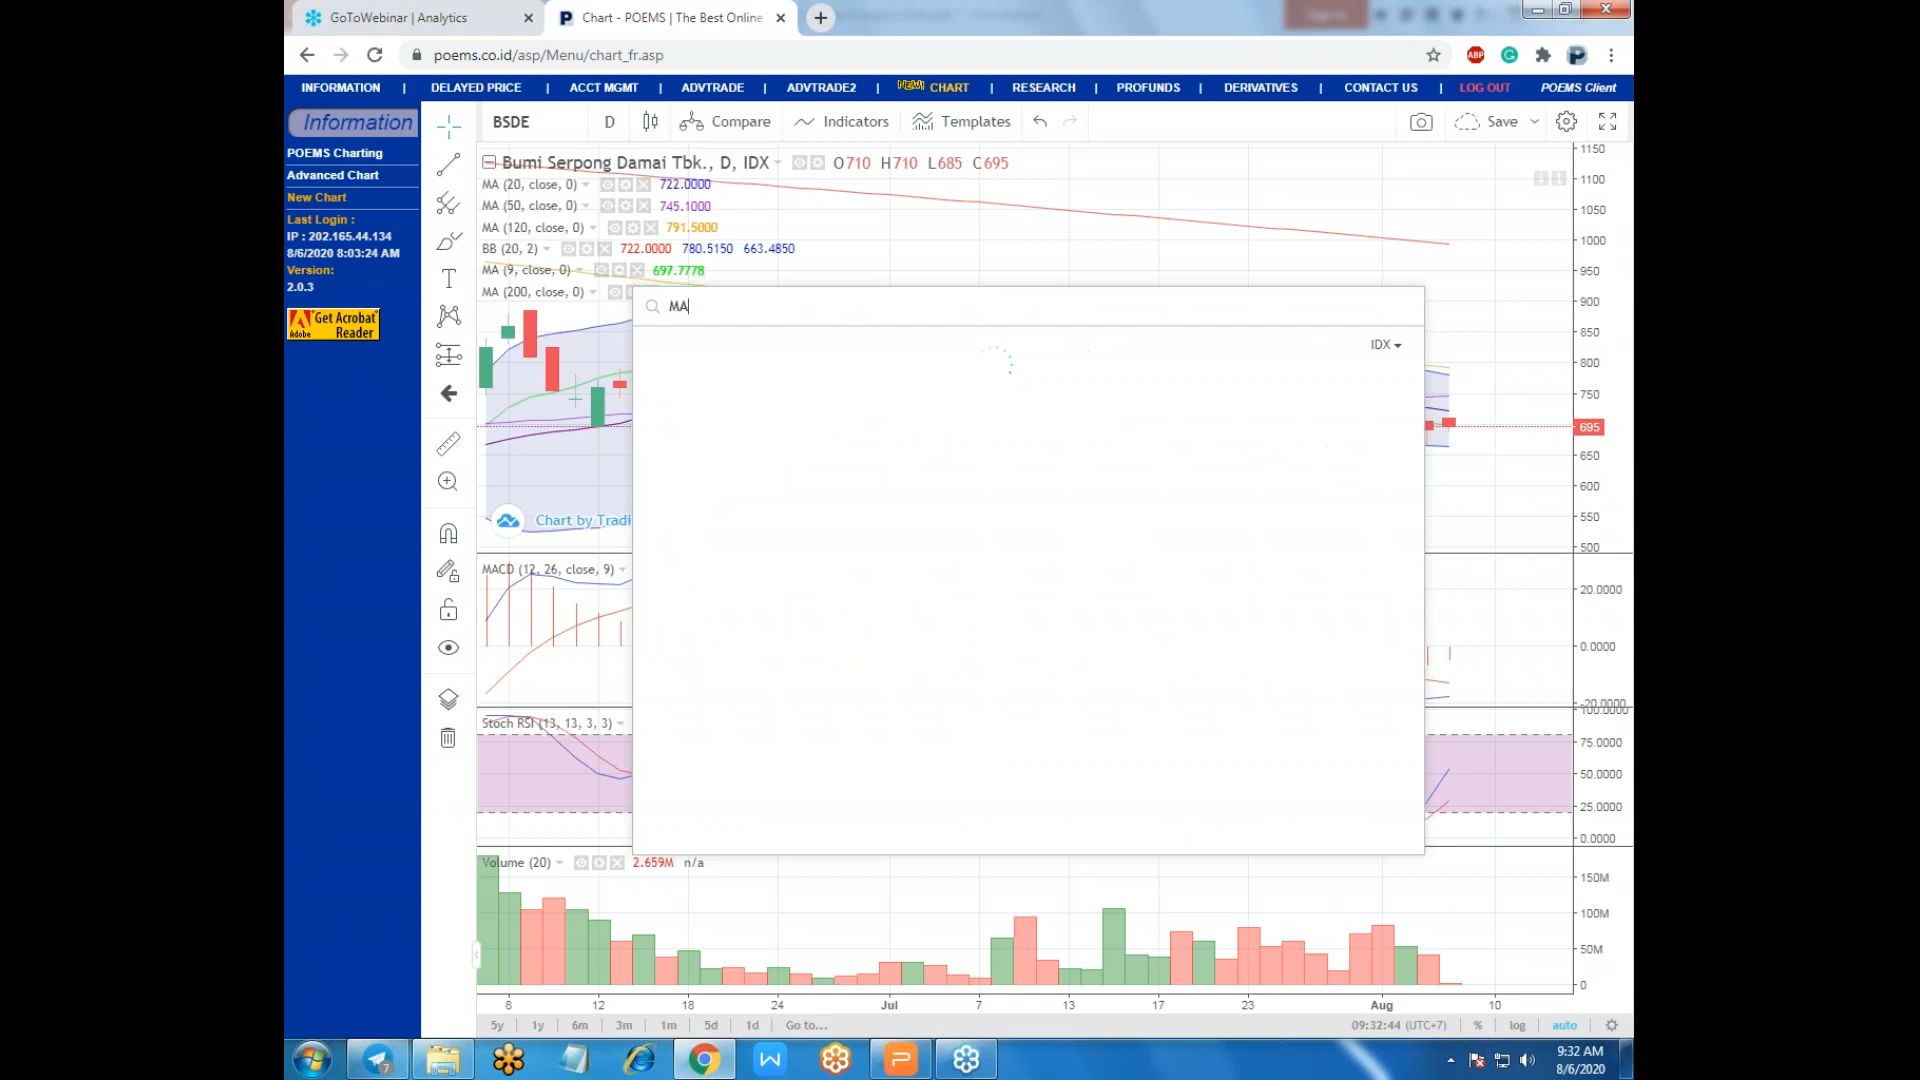 GoToWebinar | Analytics
Chart - POEMS | The Best Online
poems.co.id/asp/Menu/chart_fr.asp
ABP
INFORMATION | DELAYED PRICE | ACCT MGMT | ADVTRADE | ADVTRADE2 | NEW! CHART | RESEARCH | PROFUNDS | DERIVATIVES | CONTACT US | LOG OUT POEMS Client
Information
POEMS Charting
Advanced Chart
New Chart
Last Login :
IP : 202.165.44.134
8/6/2020 8:03:24 AM
Version:
2.0.3
Get Acrobat
Adobe Reader
BSDE D Compare Indicators Templates Save
Bumi Serpong Damai Tbk., D, IDX O710 H710 L685 C695
MA (20, close, 0) 722.0000
MA (50, close, 0) 745.1000
MA (120, close, 0) 791.5000
BB (20, 2) 722.0000 780.5150 663.4850
MA (9, close, 0) 697.7778
MA (200, close, 0)
MA
IDX
Chart by Tradi
1150
1100
1050
1000
950
900
850
800
750
695
650
600
550
500
MACD (12, 26, close, 9)
20.0000
0.0000
-20.0000
Stoch RSI (13, 13, 3, 3)
100.0000
75.0000
50.0000
25.0000
0.0000
Volume (20) 2.659M n/a
150M
100M
50M
0
8 12 18 24 Jul 7 13 17 23 Aug 10
5y 1y 6m 3m 1m 5d 1d Go to... 09:32:44 (UTC+7) % log auto
7
9:32 AM
8/6/2020